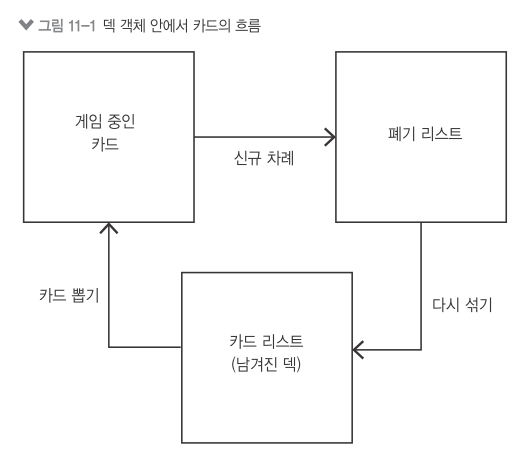 그림 11-1 덱 객체 안에서 카드의 흐름
게임 중인
카드
신규 차례
폐기 리스트
카드 뽑기
다시 섞기
카드 리스트
(남겨진 덱)